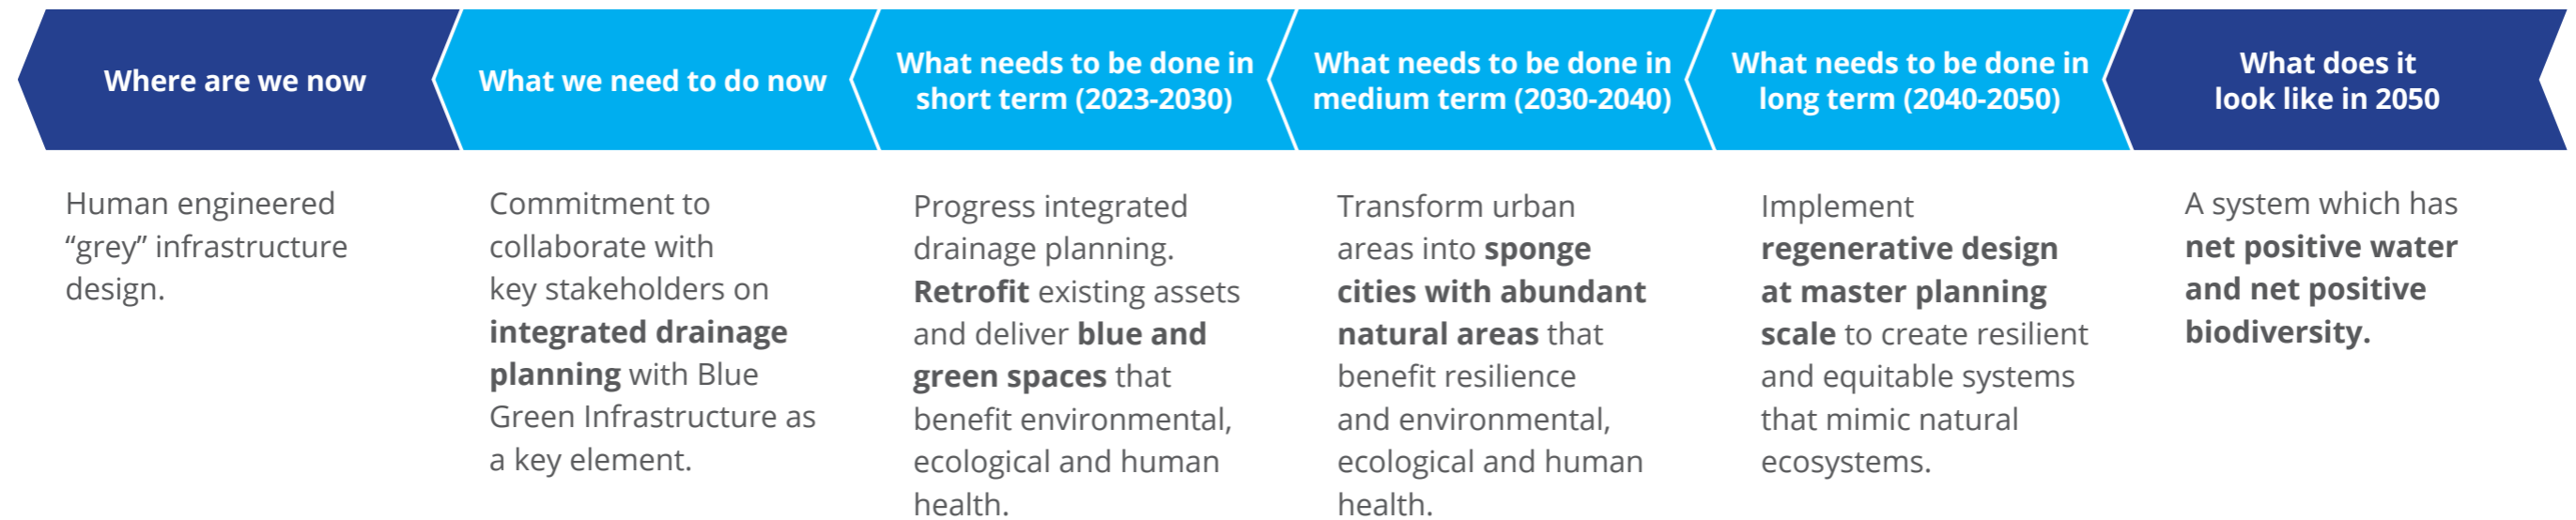 Where are we now
What we need to do now
What needs to be done in
short term (2023-2030)
What needs to be done in
medium term (2030-2040)
What needs to be done in
long term (2040-2050)
What does it
look like in 2050
Human engineered
“grey” infrastructure
design.
Commitment to
collaborate with
key stakeholders on
integrated drainage
planning with Blue
Green Infrastructure as
a key element.
Progress integrated
drainage planning.
Retrofit existing assets
and deliver blue and
green spaces that
benefit environmental,
ecological and human
health.
Transform urban
areas into sponge
cities with abundant
natural areas that
benefit resilience
and environmental,
ecological and human
health.
Implement
regenerative design
at master planning
scale to create resilient
and equitable systems
that mimic natural
ecosystems.
A system which has
net positive water
and net positive
biodiversity.